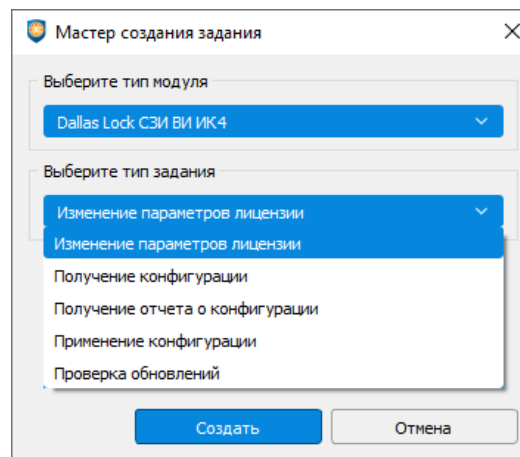 Мастер создания задания
Выберите тип модуля
Dallas Lock СЗИ ВИ ИК4
Выберите тип задания
Изменение параметров лицензии
Изменение параметров лицензии
Получение конфигурации
Получение отчета о конфигурации
Применение конфигурации
Проверка обновлений
Создать Отмена